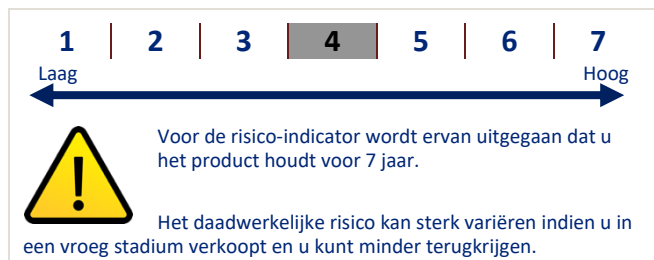 1 2 3 4 5 6 7
Laag Hoog
!
Voor de risico-indicator wordt ervan uitgegaan dat u
het product houdt voor 7 jaar.
Het daadwerkelijke risico kan sterk variëren indien u in
een vroeg stadium verkoopt en u kunt minder terugkrijgen.